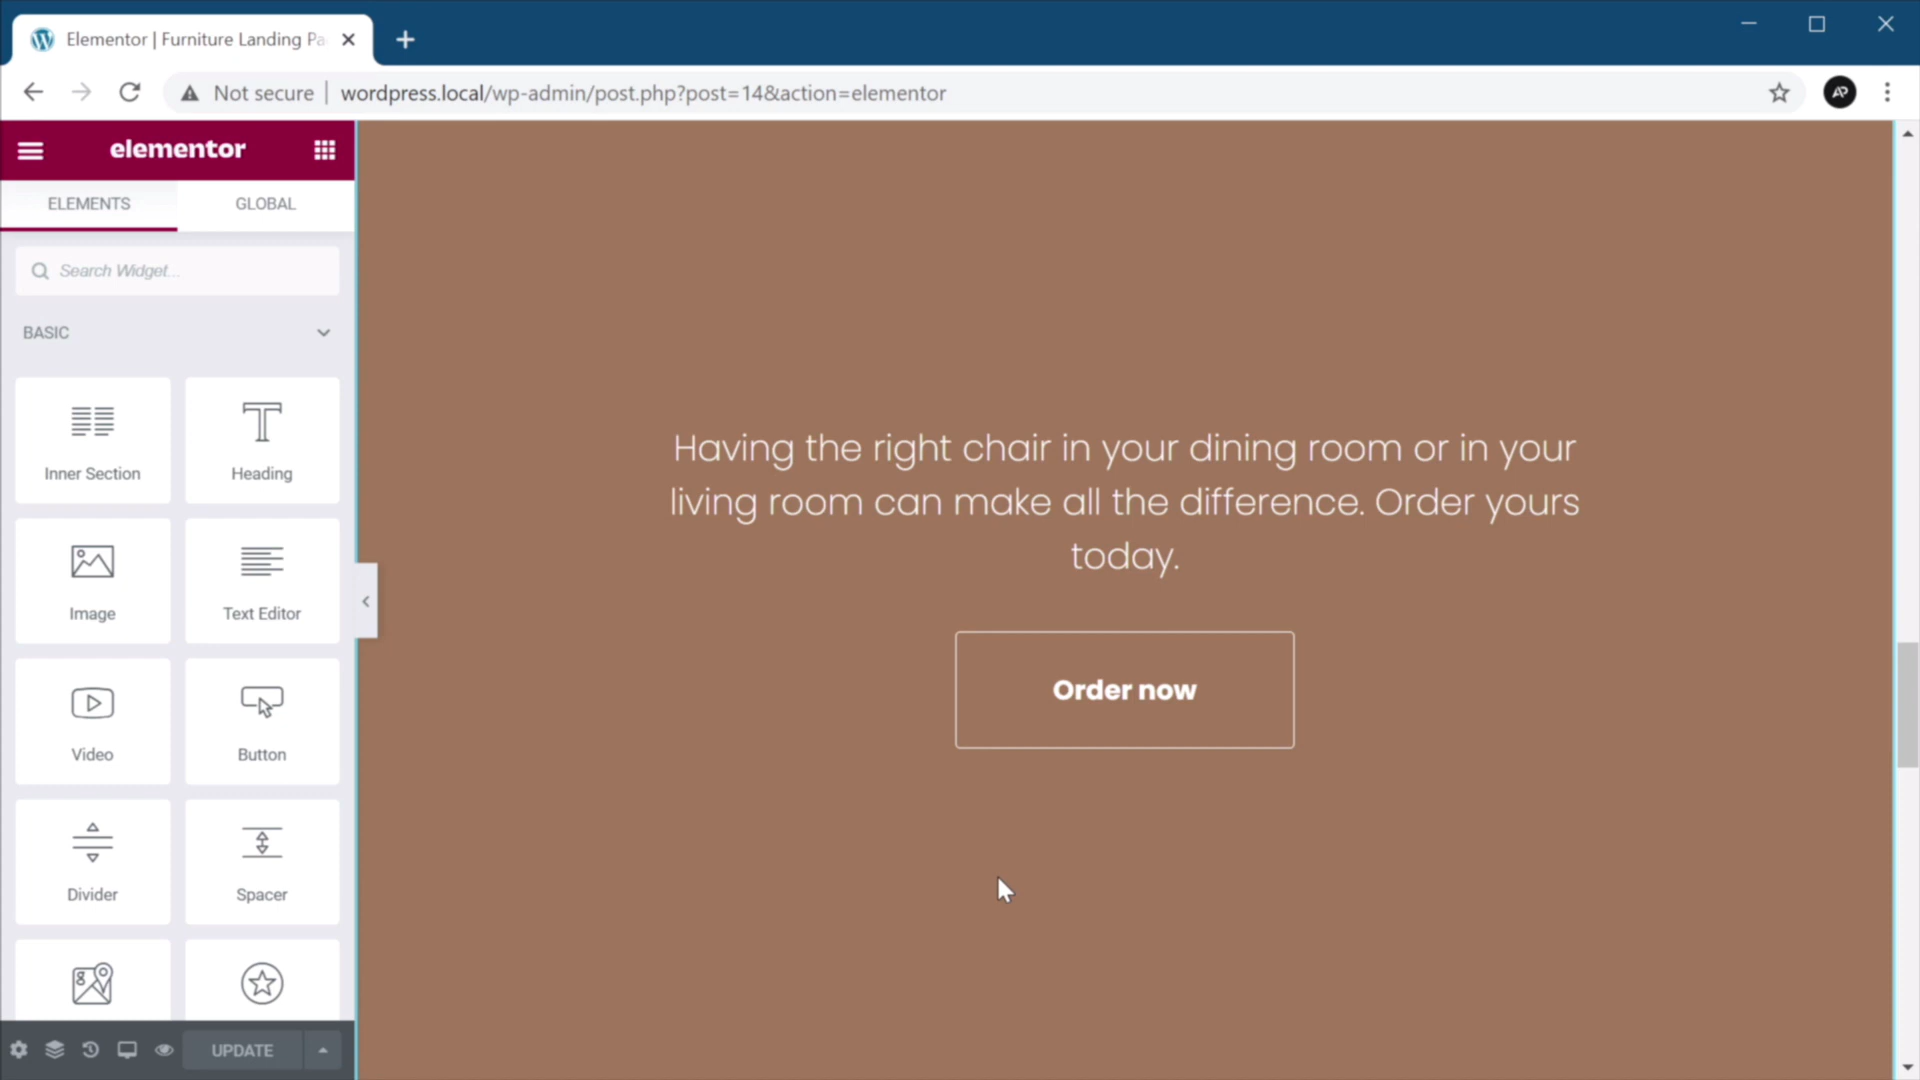 Elementor | Furniture Landing Pa
Not secure | wordpress.local/wp-admin/post.php?post=14&action=elementor
AP
elementor
ELEMENTS
GLOBAL
Search Widget...
BASIC
Inner Section
Heading
Image
Text Editor
Video
Button
Divider
Spacer
UPDATE
Having the right chair in your dining room or in your
living room can make all the difference. Order yours
today.
Order now